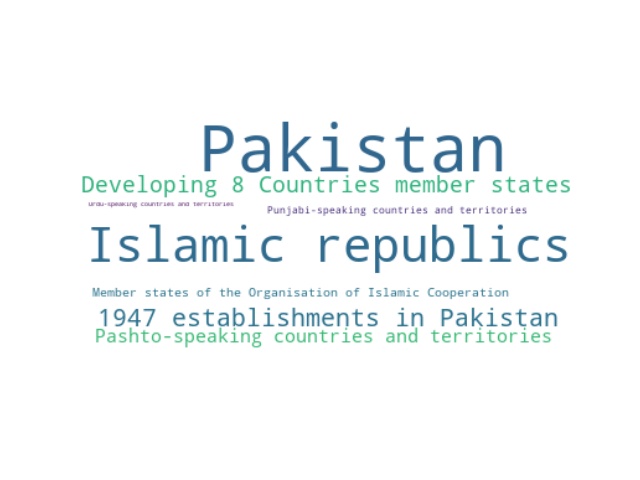 Pakistan
Developing 8 Countries member states
Urdu-speaking countries and territories
Punjabi-speaking countries and territories
Islamic republics
Member states of the Organisation of Islamic Cooperation
1947 establishments in Pakistan
Pashto-speaking countries and territories